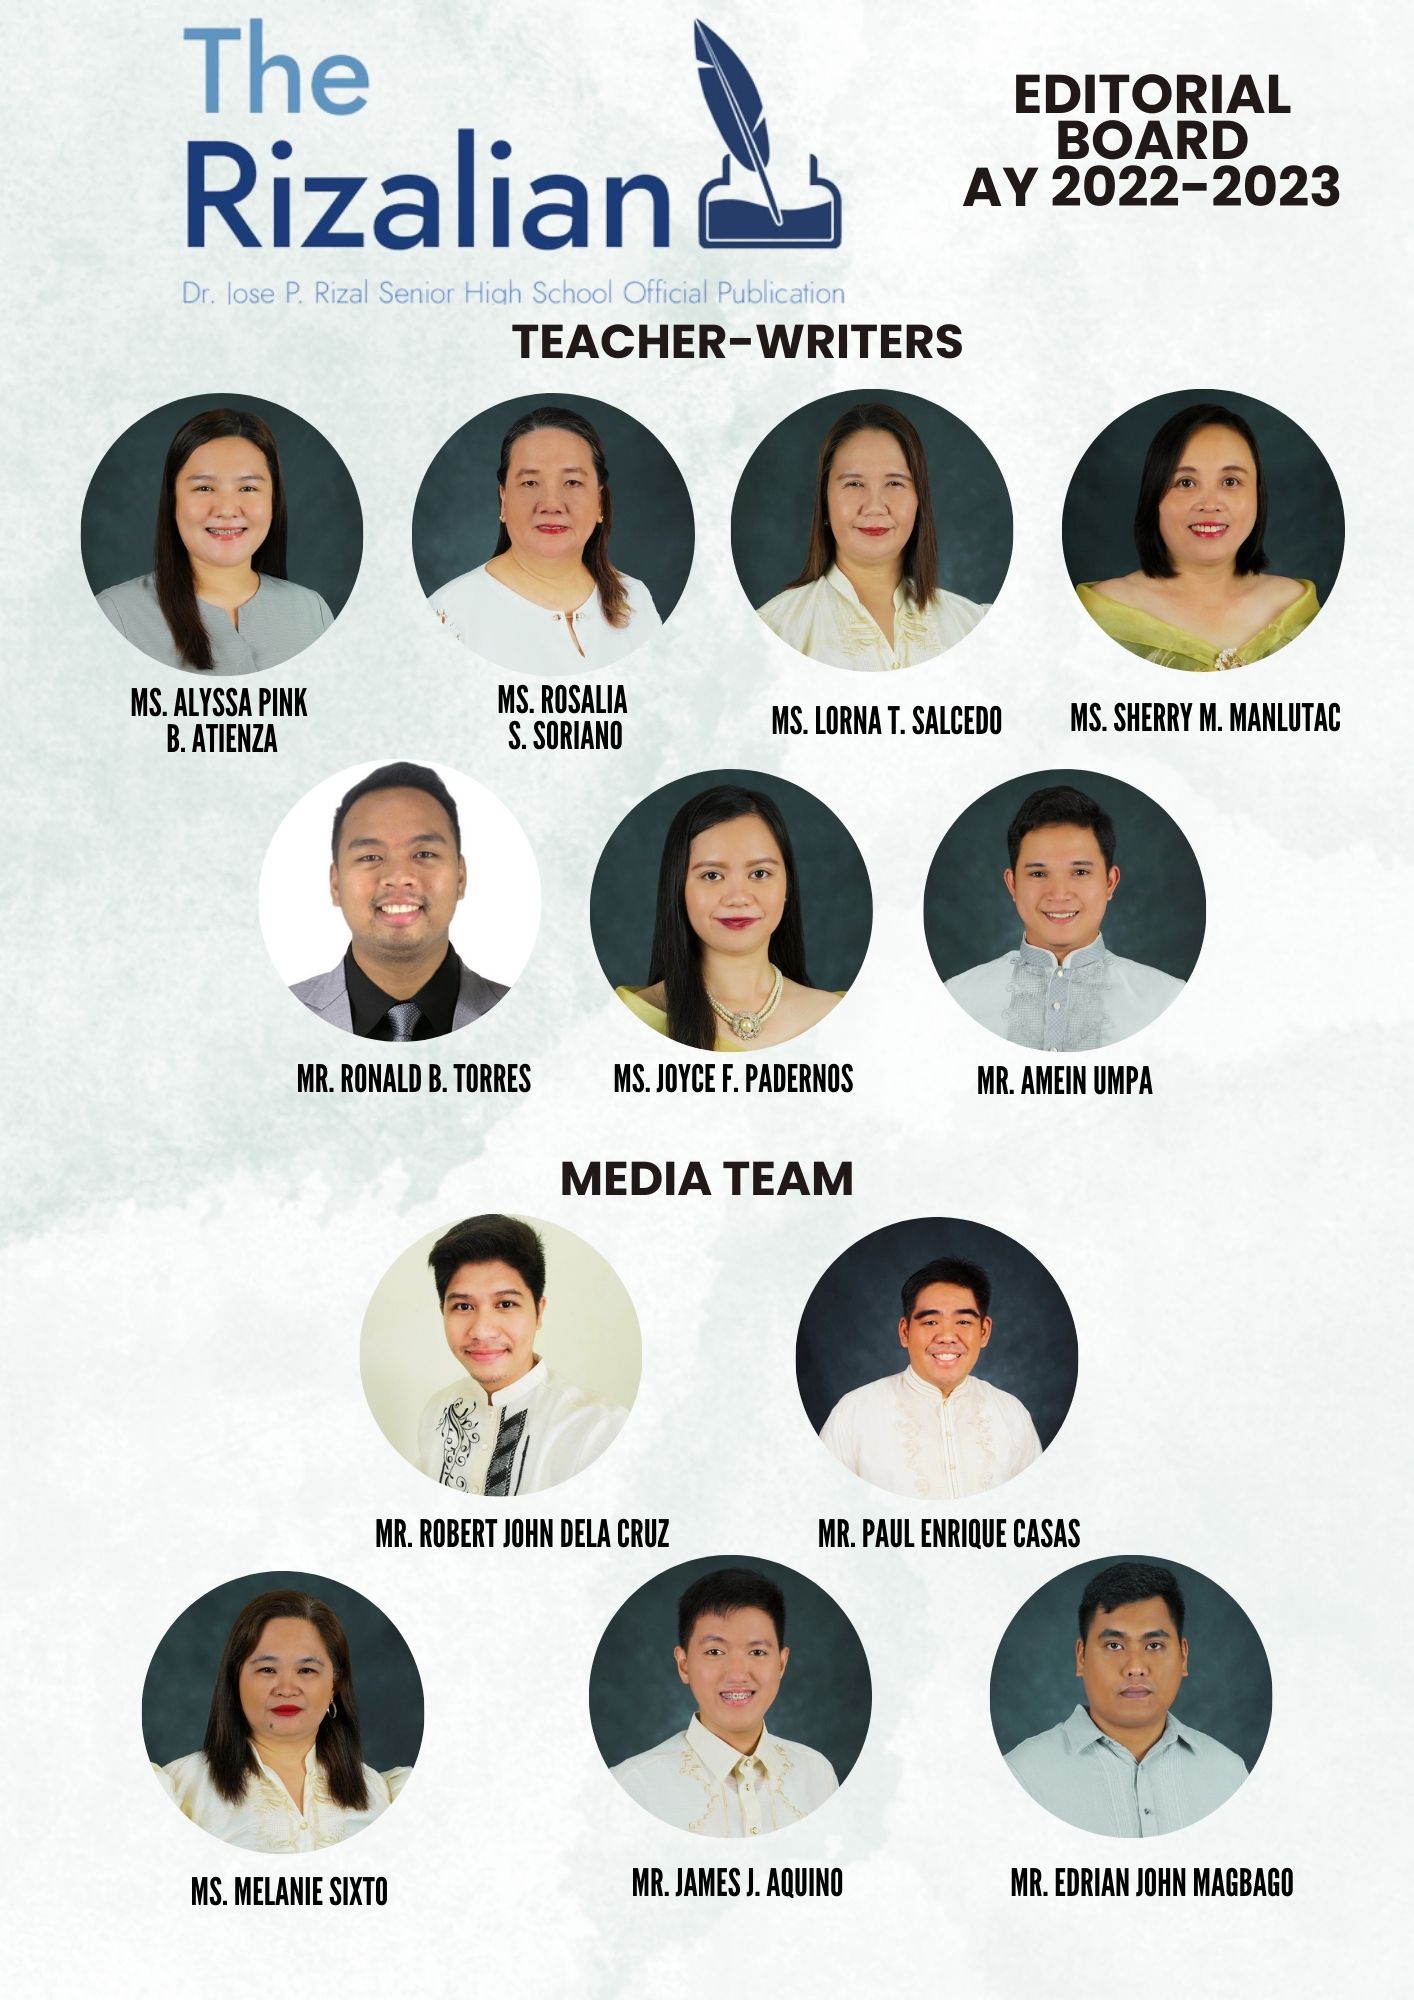 The
Rizalian
Dr. Jose P. Rizal Senior High School Official Publication
EDITORIAL
BOARD
AY 2022-2023
TEACHER-WRITERS
MS. ALYSSA PINK
B. ATIENZA
MS. ROSALIA
S. SORIANO
MS. LORNA T. SALCEDO
MS. SHERRY M. MANLUTAC
MR. RONALD B. TORRES
MS. JOYCE F. PADERNOS
MR. AMEIN UMPA
MEDIA TEAM
MR. ROBERT JOHN DELA CRUZ
MR. PAUL ENRIQUE CASAS
MS. MELANIE SIXTO
MR. JAMES J. AQUINO
MR. EDRIAN JOHN MAGBAGO